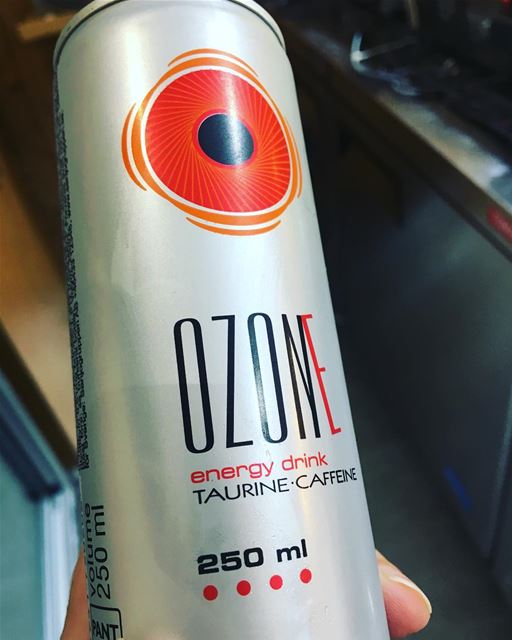 OZONE
energy drink
TAURINE·CAFFEINE
250 ml
volume
250 ml
PANT